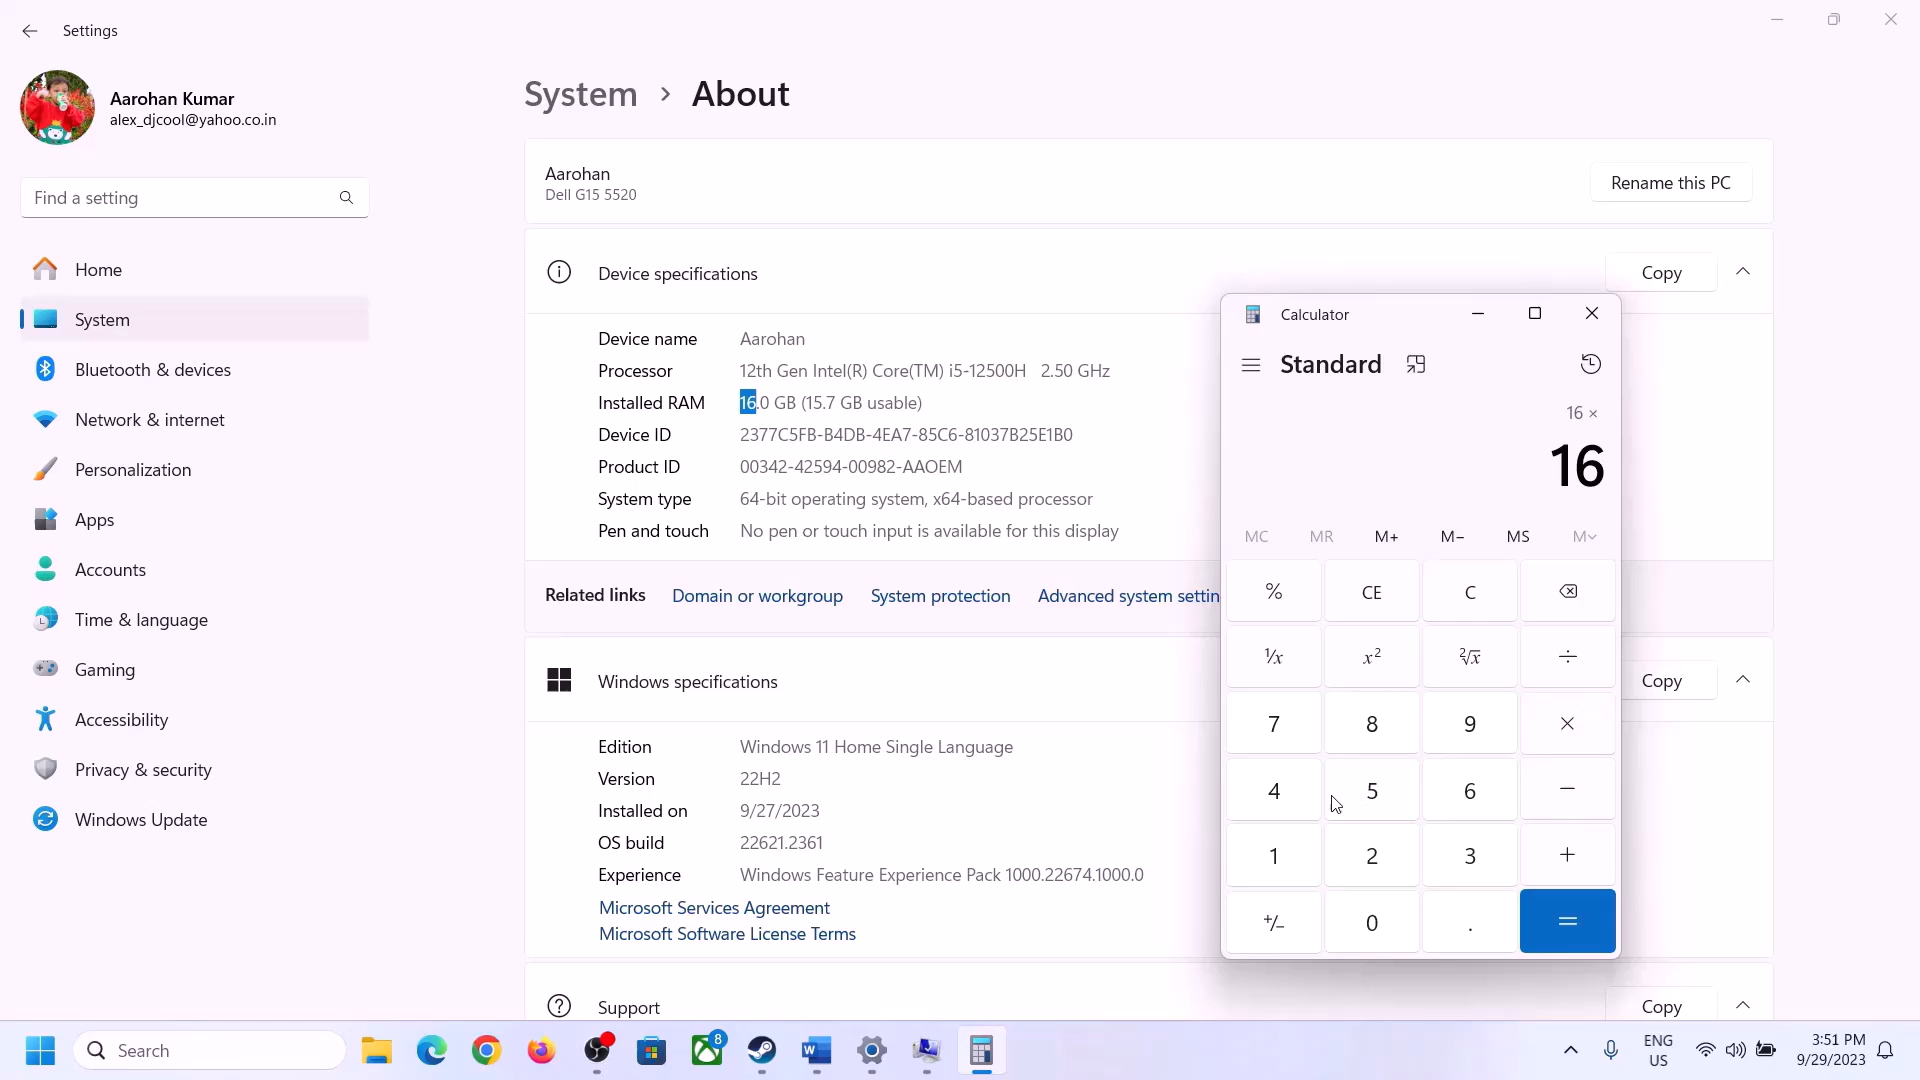 Settings
Aarohan Kumar
alex_djcool@yahoo.co.in
Find a setting
Home
System
Bluetooth & devices
Network & internet
Personalization
Apps
Accounts
Time & language
Gaming
Accessibility
Privacy & security
Windows Update
System > About
Aarohan
Dell G15 5520
Rename this PC
Device specifications
Copy
Device name Aarohan
Processor 12th Gen Intel(R) Core(TM) i5-12500H 2.50 GHz
Installed RAM 16.0 GB (15.7 GB usable)
Device ID 2377C5FB-B4DB-4EA7-85C6-81037B25E1B0
Product ID 00342-42594-00982-AAOEM
System type 64-bit operating system, x64-based processor
Pen and touch No pen or touch input is available for this display
Related links Domain or workgroup System protection Advanced system settin
Windows specifications
Copy
Edition Windows 11 Home Single Language
Version 22H2
Installed on 9/27/2023
OS build 22621.2361
Experience Windows Feature Experience Pack 1000.22674.1000.0
Microsoft Services Agreement
Microsoft Software License Terms
Support
Copy
Calculator
Standard
16 ×
16
MC MR M+ M− MS M
% CE C
¹/x x² ²√x ÷
7 8 9 ×
4 5 6 −
1 2 3 +
+/− 0 . =
Search
8
ENG
US
3:51 PM
9/29/2023